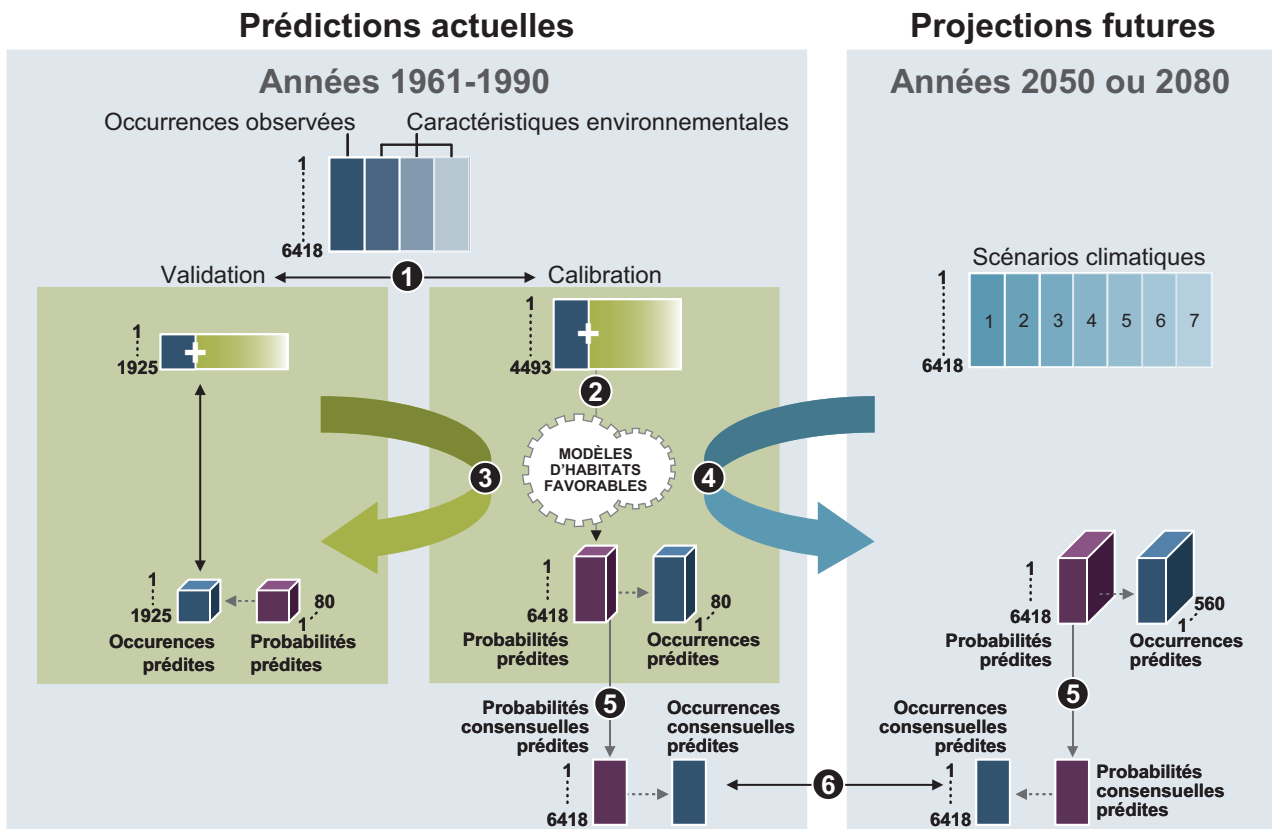 Prédictions actuelles
Années 1961-1990
Occurrences observées
Caractéristiques environnementales
1
6418
Validation
1
Calibration
1
1925
1
4493
2
MODÈLES
D'HABITATS
FAVORABLES
3
4
1
1925
80
1
Occurences
prédites
Probabilités
prédites
1
6418
80
1
Probabilités
prédites
Occurrences
prédites
5
Probabilités
consensuelles
prédites
Occurrences
consensuelles
prédites
1
6418
6
Projections futures
Années 2050 ou 2080
Scénarios climatiques
1
6418
1 2 3 4 5 6 7
1
6418
560
1
Probabilités
prédites
Occurrences
prédites
5
Occurrences
consensuelles
prédites
1
6418
Probabilités
consensuelles
prédites